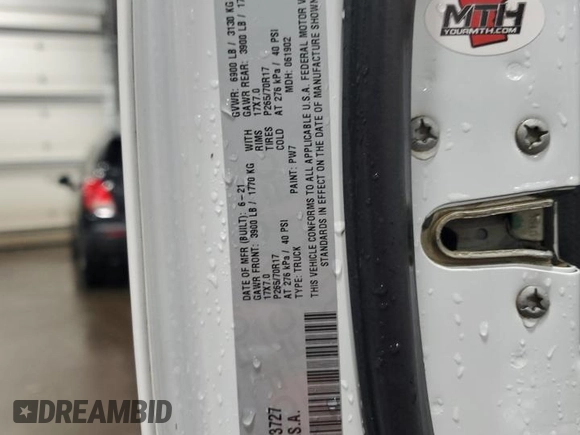 MTH
YOURMTH.COM
DATE OF MFR (BUILT): 6-21
GVWR: 6900 LB / 3130 KG
GAWR FRONT: 3900 LB / 1770 KG
WITH
GAWR REAR: 3900 LB / 17
17X7.0
RIMS
17X7.0
P265/70R17
TIRES
P265/70R17
AT 276 kPa / 40 PSI
COLD
AT 276 kPa / 40 PSI
TYPE: TRUCK
PAINT: PW7
MDH: 061902
THIS VEHICLE CONFORMS TO ALL APPLICABLE U.S.A. FEDERAL MOTOR V
STANDARDS IN EFFECT ON THE DATE OF MANUFACTURE SHOWN
3727
S.A.
DREAMBID